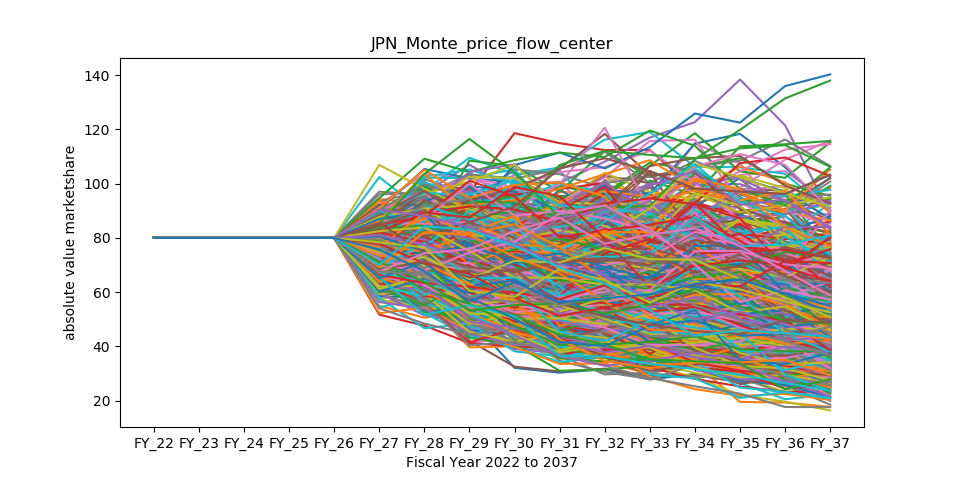 JPN_Monte_price_flow_center
absolute value marketshare
140
120
100
80
60
40
20
FY_22 FY_23 FY_24 FY_25 FY_26 FY_27 FY_28 FY_29 FY_30 FY_31 FY_32 FY_33 FY_34 FY_35 FY_36 FY_37
Fiscal Year 2022 to 2037